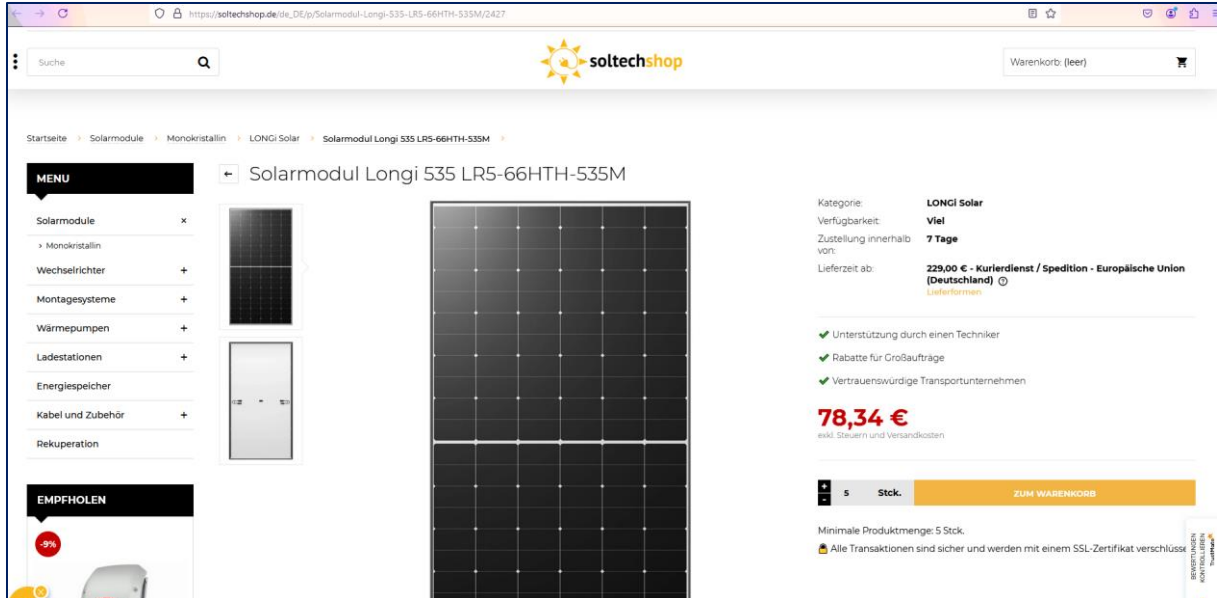 https://soltechshop.de/de_DE/p/Solarmodul-Longi-535-LR5-66HTH-535M/2427
Suche
soltechshop
Warenkorb: (leer)
Startseite > Solarmodule > Monokristallin > LONGi Solar > Solarmodul Longi 535 LR5-66HTH-535M >
MENU
Solarmodule ×
> Monokristallin
Wechselrichter +
Montagesysteme +
Wärmepumpen +
Ladestationen +
Energiespeicher
Kabel und Zubehör +
Rekuperation
EMPFHOLEN
-9%
← Solarmodul Longi 535 LR5-66HTH-535M
Kategorie: LONGi Solar
Verfügbarkeit: Viel
Zustellung innerhalb von: 7 Tage
Lieferzeit ab: 229,00 € - Kurierdienst / Spedition - Europäische Union
(Deutschland)
Lieferformen
Unterstützung durch einen Techniker
Rabatte für Großaufträge
Vertrauenswürdige Transportunternehmen
78,34 €
exkl. Steuern und Versandkosten
+ - 5 Stck. ZUM WARENKORB
Minimale Produktmenge: 5 Stck.
Alle Transaktionen sind sicher und werden mit einem SSL-Zertifikat verschlüsse
BEWERTUNGEN
KONTROLLIEREN
TrustMate